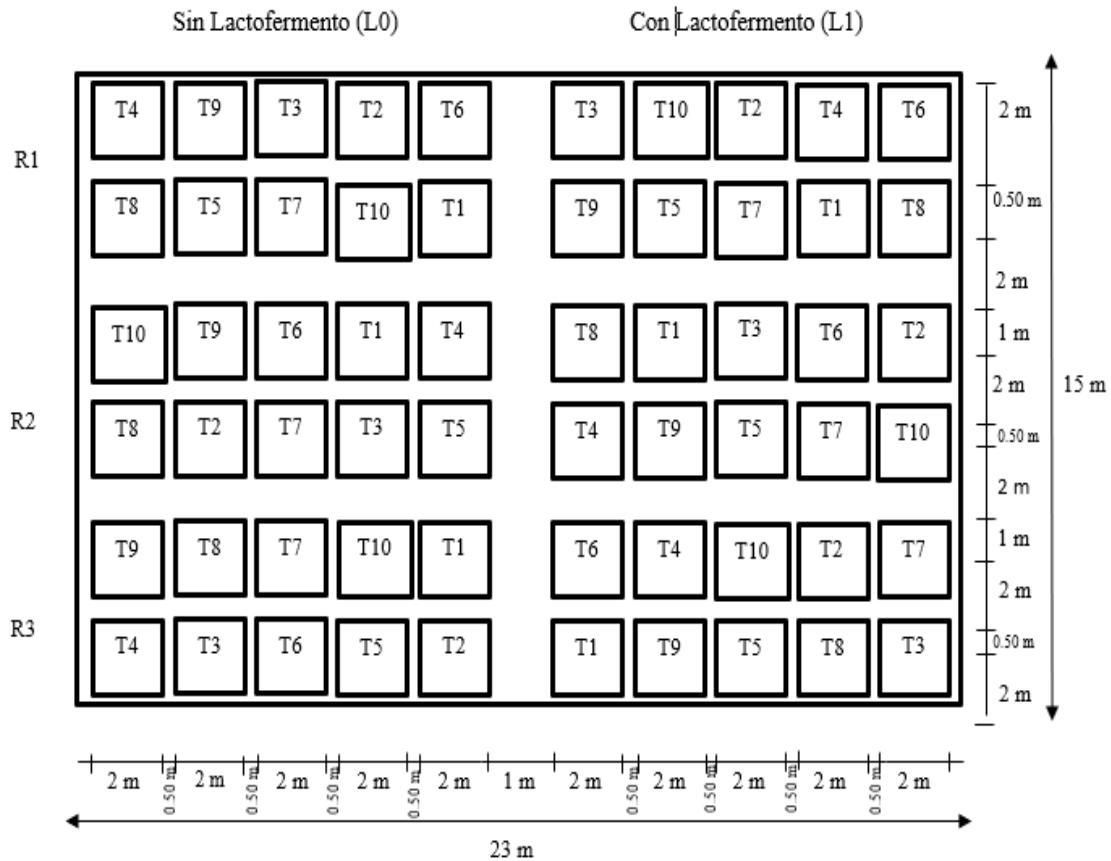 Sin Lactofermento (L0) Con Lactofermento (L1)
T4 T9 T3 T2 T6 T3 T10 T2 T4 T6 2 m
R1
T8 T5 T7 T10 T1 T9 T5 T7 T1 T8 0.50 m
2 m
T10 T9 T6 T1 T4 T8 T1 T3 T6 T2 1 m
2 m 15 m
R2 T8 T2 T7 T3 T5 T4 T9 T5 T7 T10 0.50 m
2 m
T9 T8 T7 T10 T1 T6 T4 T10 T2 T7 1 m
2 m
R3
T4 T3 T6 T5 T2 T1 T9 T5 T8 T3 0.50 m
2 m
2 m 0.50 m 2 m 0.50 m 2 m 0.50 m 2 m 0.50 m 2 m 1 m 2 m 0.50 m 2 m 0.50 m 2 m 0.50 m 2 m 0.50 m 2 m
23 m